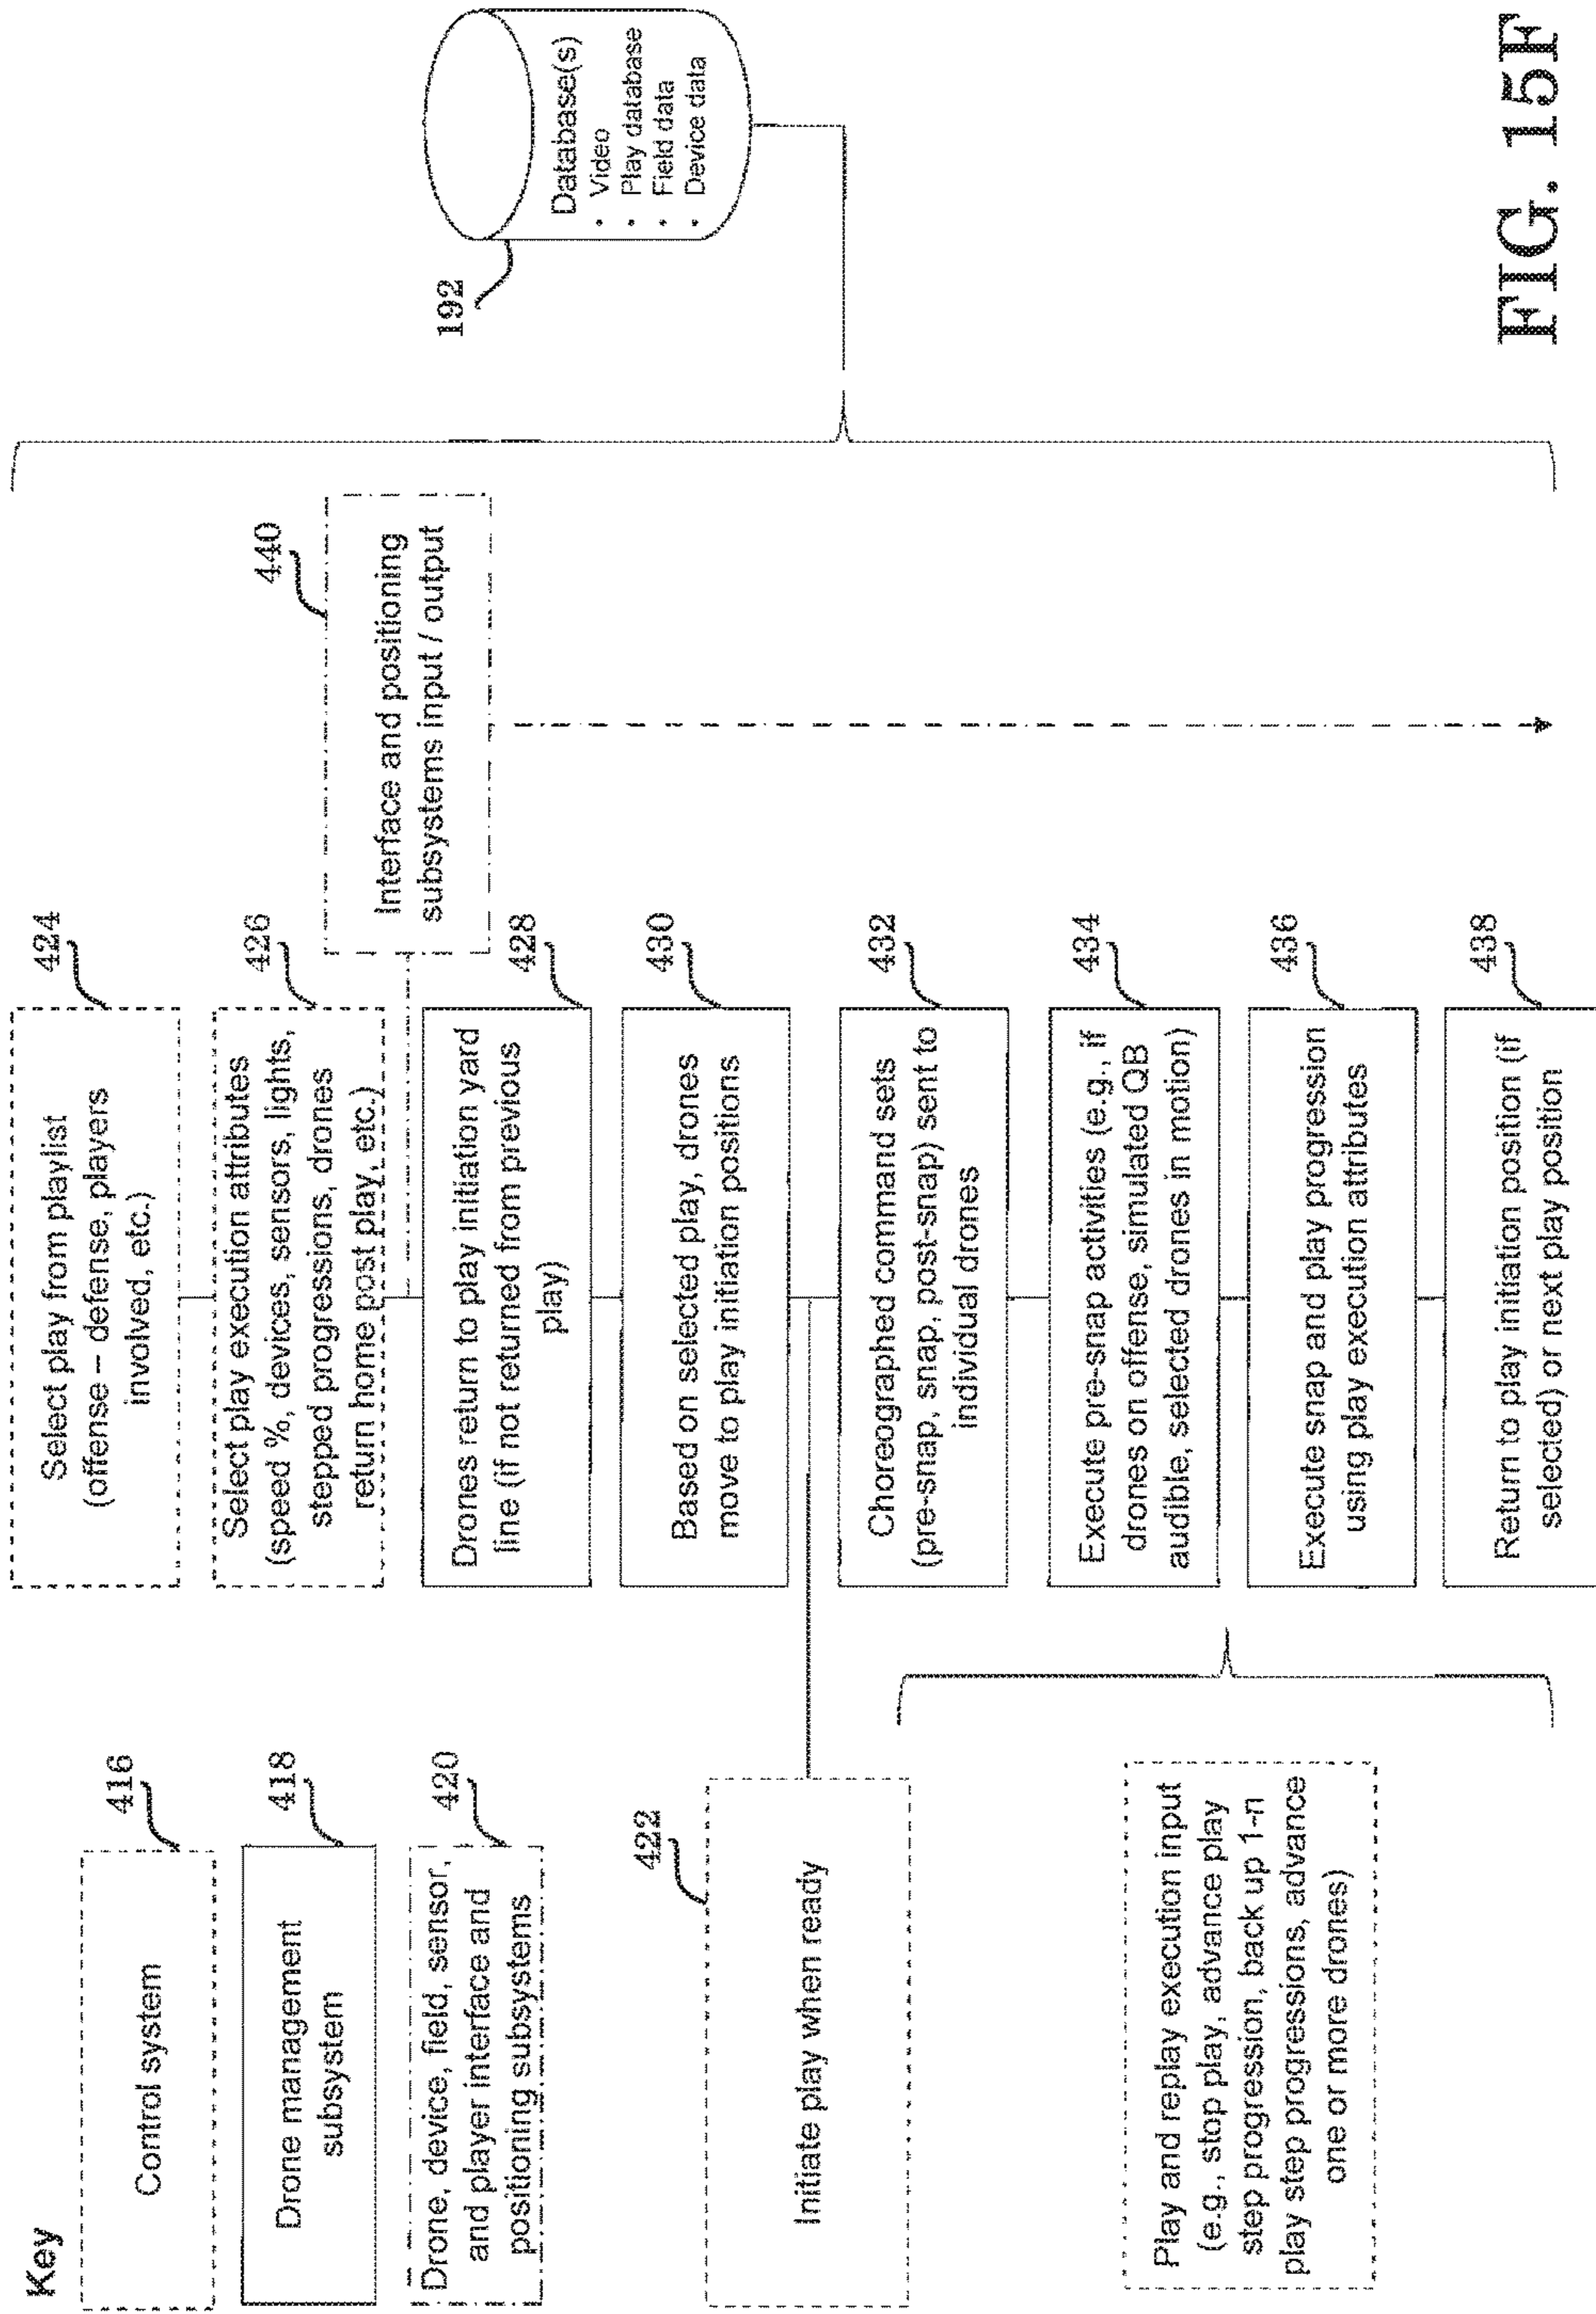 Key
Control system
416
Drone management
subsystem
418
Drone, device, field, sensor,
and player interface and
positioning subsystems
420
Initiate play when ready
422
Play and replay execution input
(e.g., stop play, advance play
step progression, back up 1-n
play step progressions, advance
one or more drones)
Select play from playlist
(offense – defense, players
involved, etc.)
424
Select play execution attributes
(speed %, devices, sensors, lights,
stepped progressions, drones
return home post play, etc.)
426
Drones return to play initiation yard
line (if not returned from previous
play)
428
Based on selected play, drones
move to play initiation positions
430
Choreographed command sets
(pre-snap, snap, post-snap) sent to
individual drones
432
Execute pre-snap activities (e.g., if
drones on offense, simulated QB
audible, selected drones in motion)
434
Execute snap and play progression
using play execution attributes
436
Return to play initiation position (if
selected) or next play position
438
Interface and positioning
subsystems input / output
440
192
Database(s)
• Video
• Play database
• Field data
• Device data
FIG. 15F